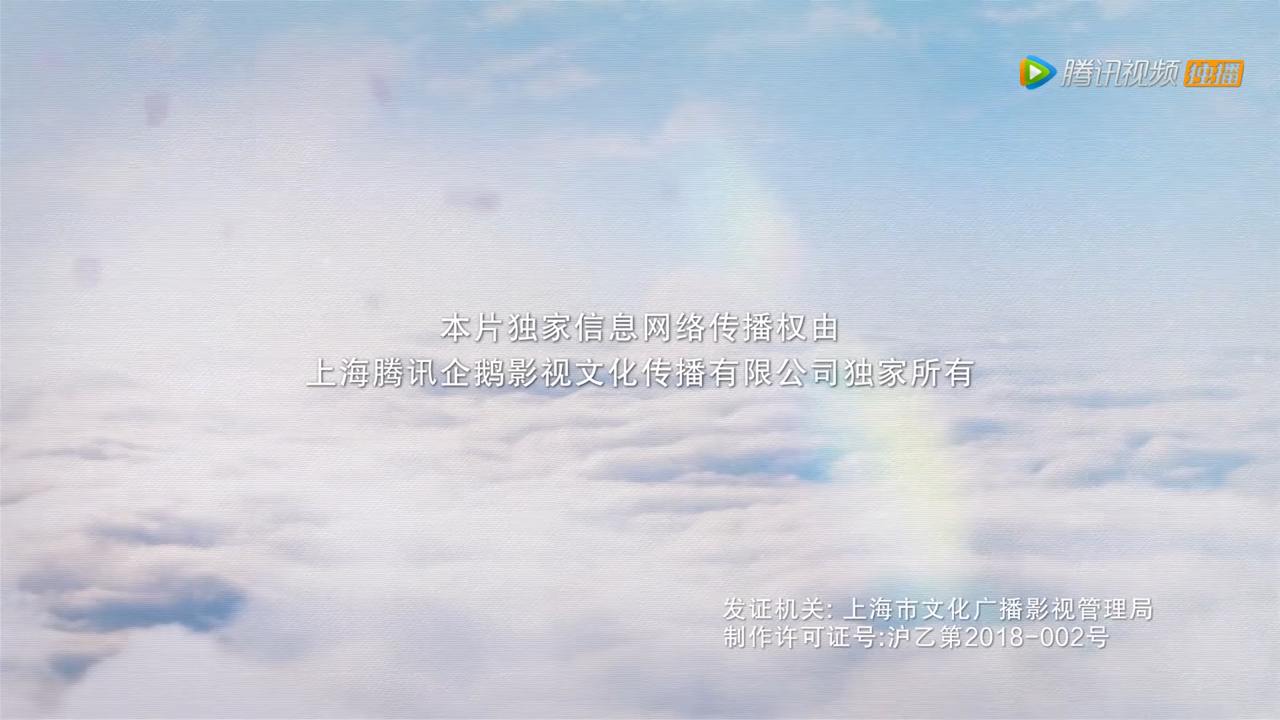 腾讯视频 独播
本片独家信息网络传播权由
上海腾讯企鹅影视文化传播有限公司独家所有
发证机关: 上海市文化广播影视管理局
制作许可证号:沪乙第2018-002号